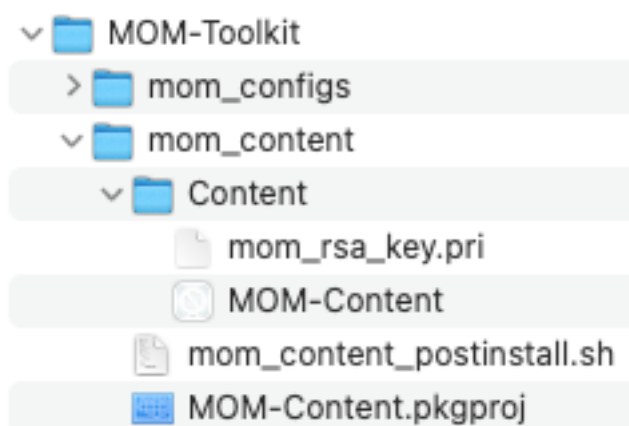 MOM-Toolkit
mom_configs
mom_content
Content
mom_rsa_key.pri
MOM-Content
mom_content_postinstall.sh
MOM-Content.pkgproj